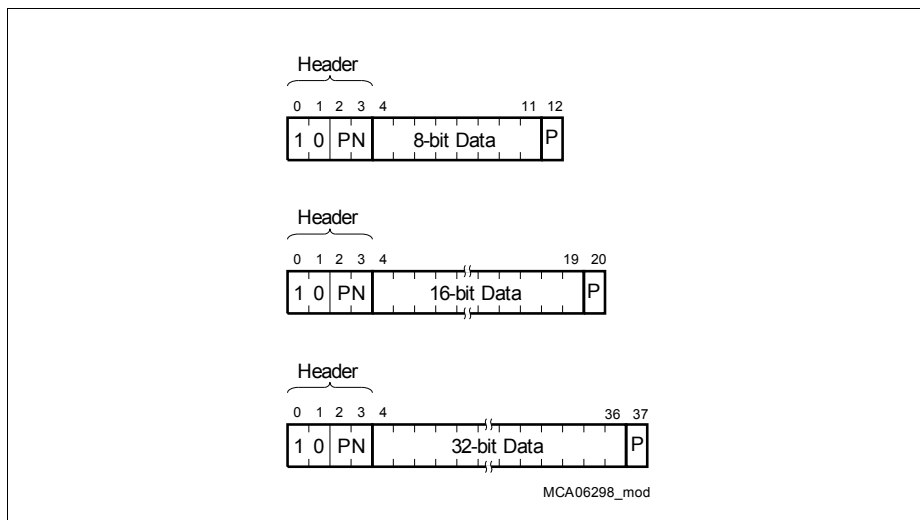 Header
0 1 2 3 4 11 12
1 0 PN 8-bit Data P
Header
0 1 2 3 4 19 20
1 0 PN 16-bit Data P
Header
0 1 2 3 4 36 37
1 0 PN 32-bit Data P
MCA06298_mod